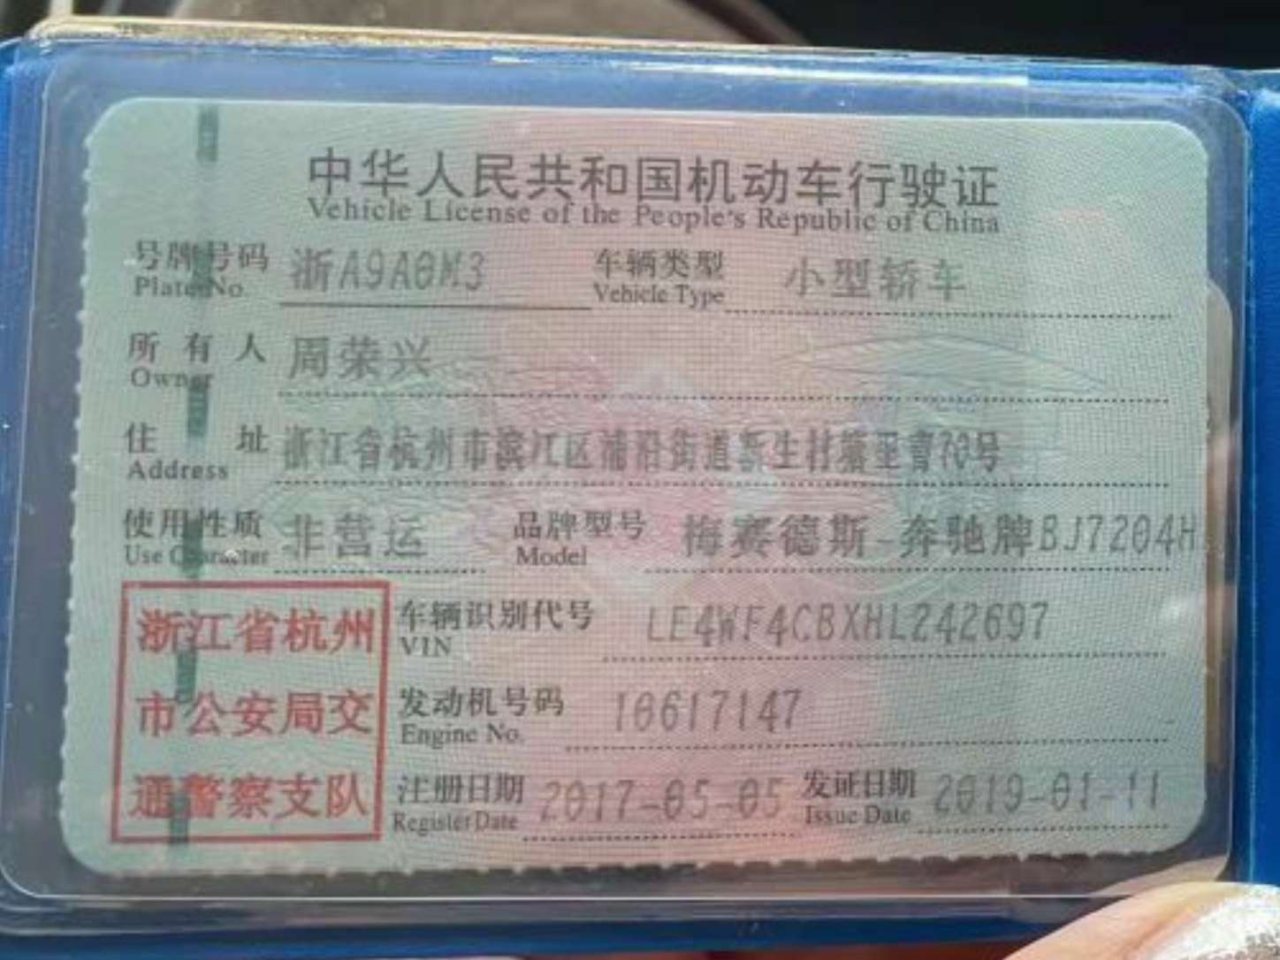 中华人民共和国机动车行驶证
Vehicle License of the People's Republic of China
号牌号码 浙A9A0M3 车辆类型 小型轿车
Plate No. Vehicle Type
所有人 周荣兴
Owner
住址 浙江省杭州市滨江区浦沿街道新生村
Address
使用性质 非营运 品牌型号 梅赛德斯-奔驰牌BJ7204H
Use Character Model
浙江省杭州 车辆识别代号 LE4WF4CBXHL242697
VIN
市公安局交 发动机号码 10617147
Engine No.
通警察支队 注册日期 2017-05-05 发证日期 2019-01-11
Register Date Issue Date